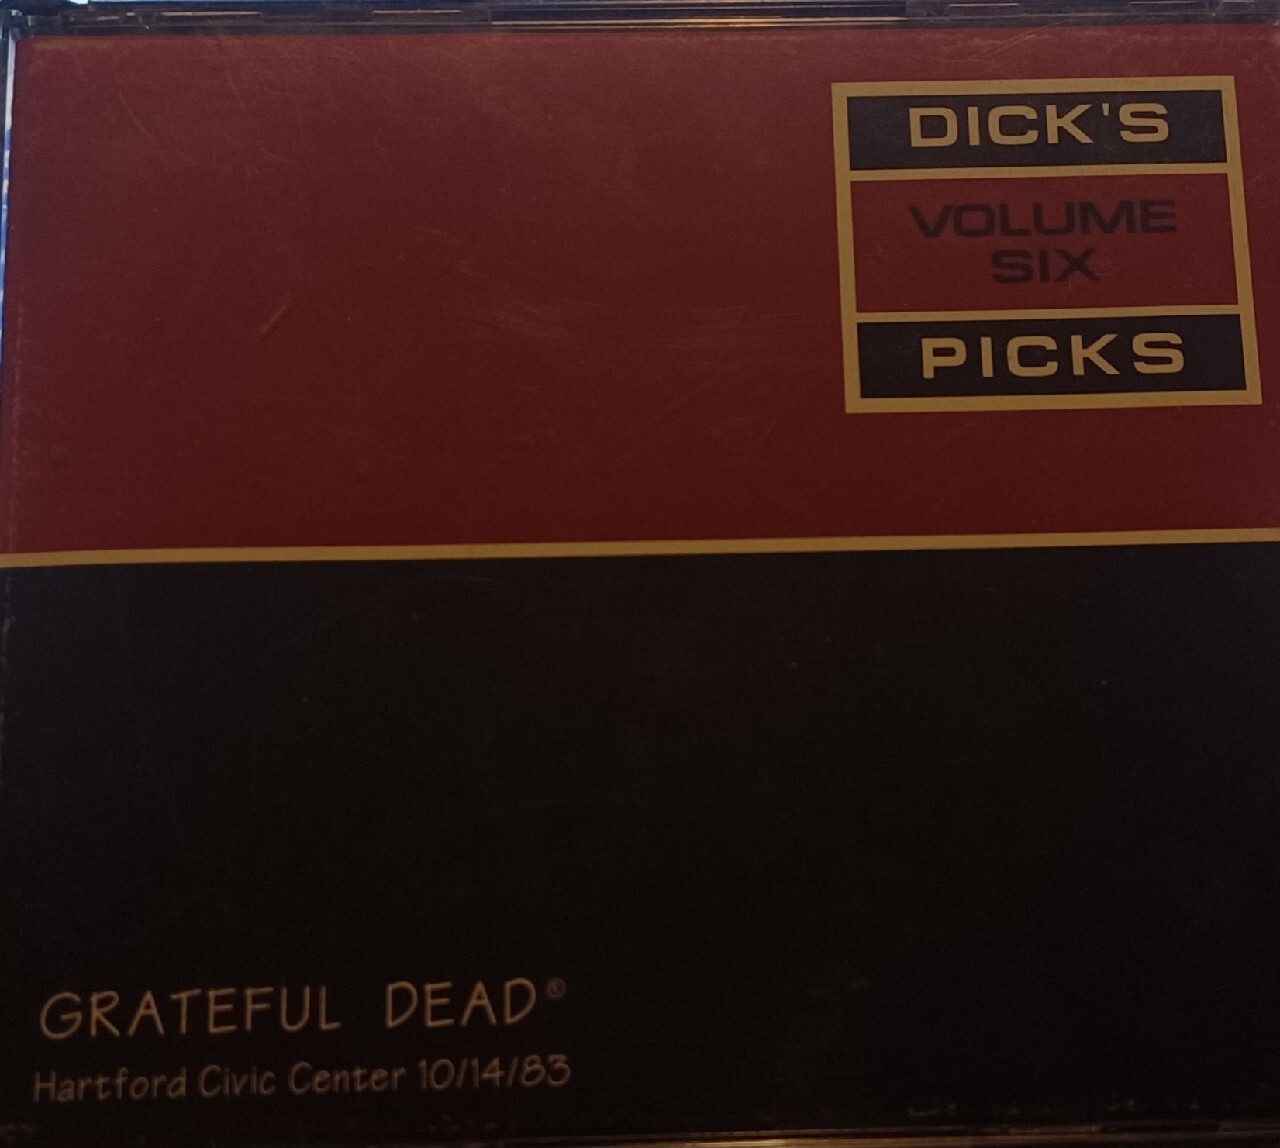 DICK'S
VOLUME
SIX
PICKS
GRATEFUL DEAD®
Hartford Civic Center 10/14/83